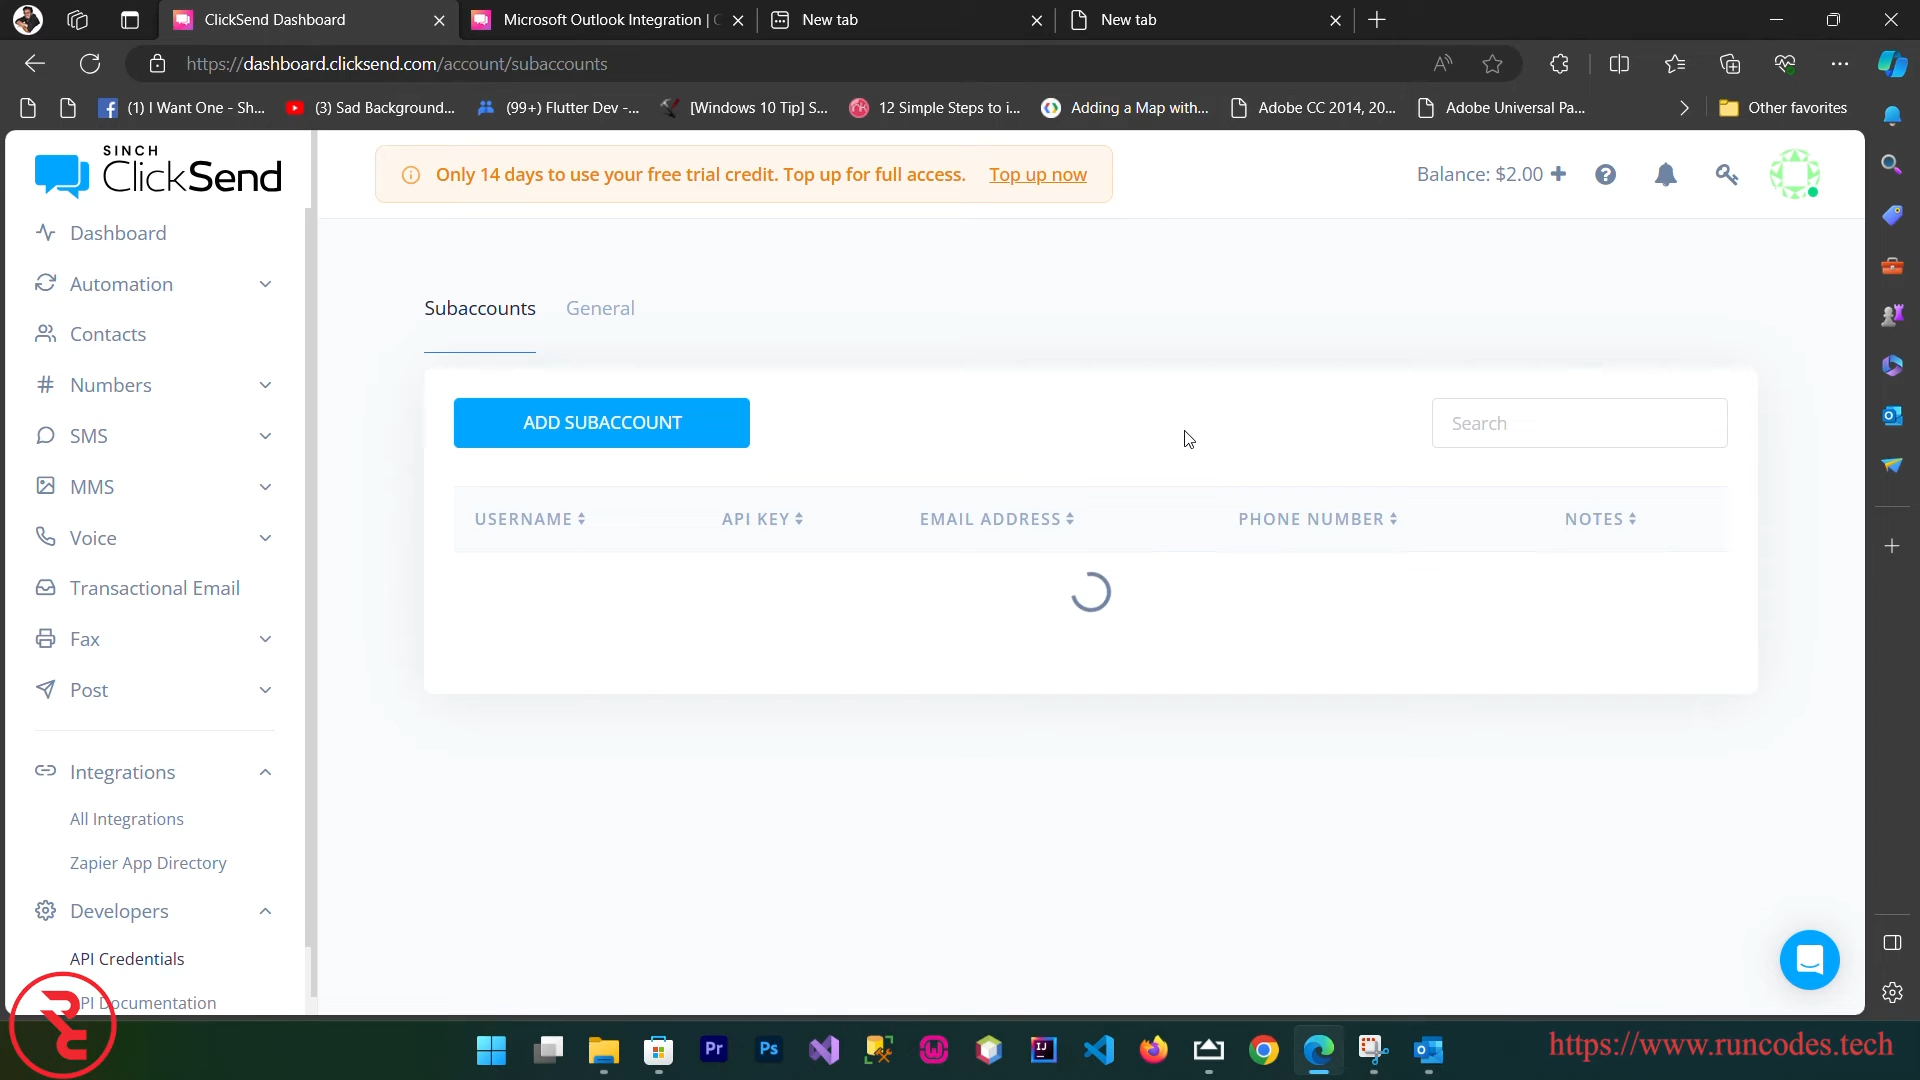 ClickSend Dashboard
Microsoft Outlook Integration |
New tab
New tab
https://dashboard.clicksend.com/account/subaccounts
(1) I Want One - Sh...
(3) Sad Background...
(99+) Flutter Dev -...
[Windows 10 Tip] S...
12 Simple Steps to i...
Adding a Map with...
Adobe CC 2014, 20...
Adobe Universal Pa...
Other favorites
SINCH
ClickSend
Only 14 days to use your free trial credit. Top up for full access. Top up now
Balance: $2.00
Dashboard
Automation
Contacts
Numbers
SMS
MMS
Voice
Transactional Email
Fax
Post
Integrations
All Integrations
Zapier App Directory
Developers
API Credentials
PI Documentation
Subaccounts
General
ADD SUBACCOUNT
Search
USERNAME
API KEY
EMAIL ADDRESS
PHONE NUMBER
NOTES
Pr
Ps
IJ
https://www.runcodes.tech